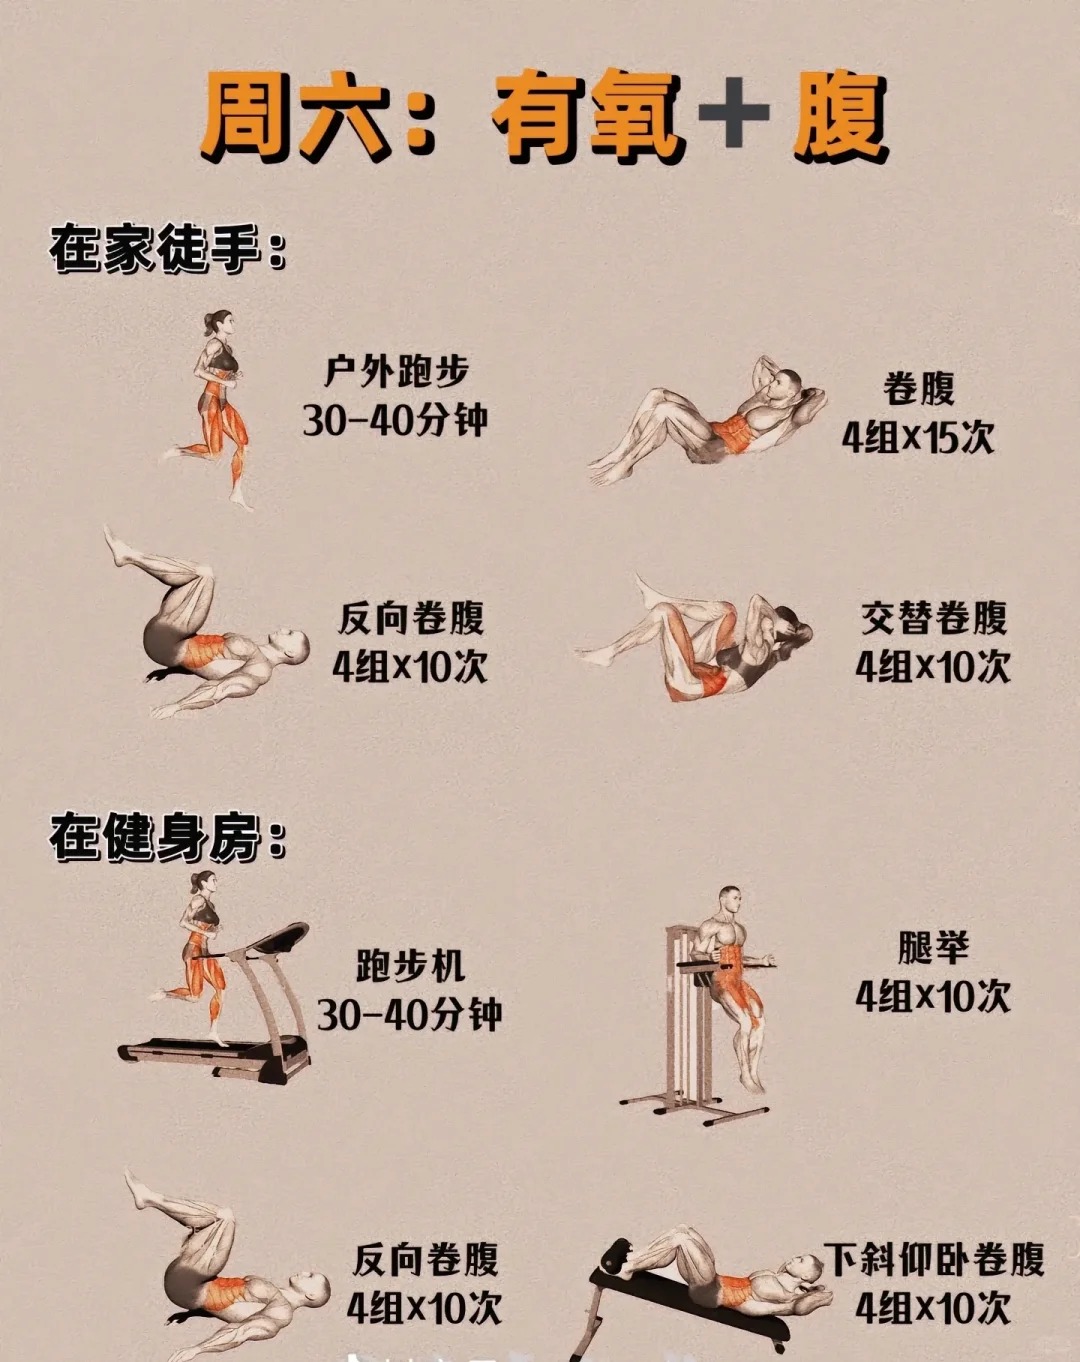 周六：有氧➕腹
在家徒手：
户外跑步
30-40分钟
卷腹
4组x15次
反向卷腹
4组x10次
交替卷腹
4组x10次
在健身房：
跑步机
30-40分钟
腿举
4组x10次
反向卷腹
4组x10次
下斜仰卧卷腹
4组x10次